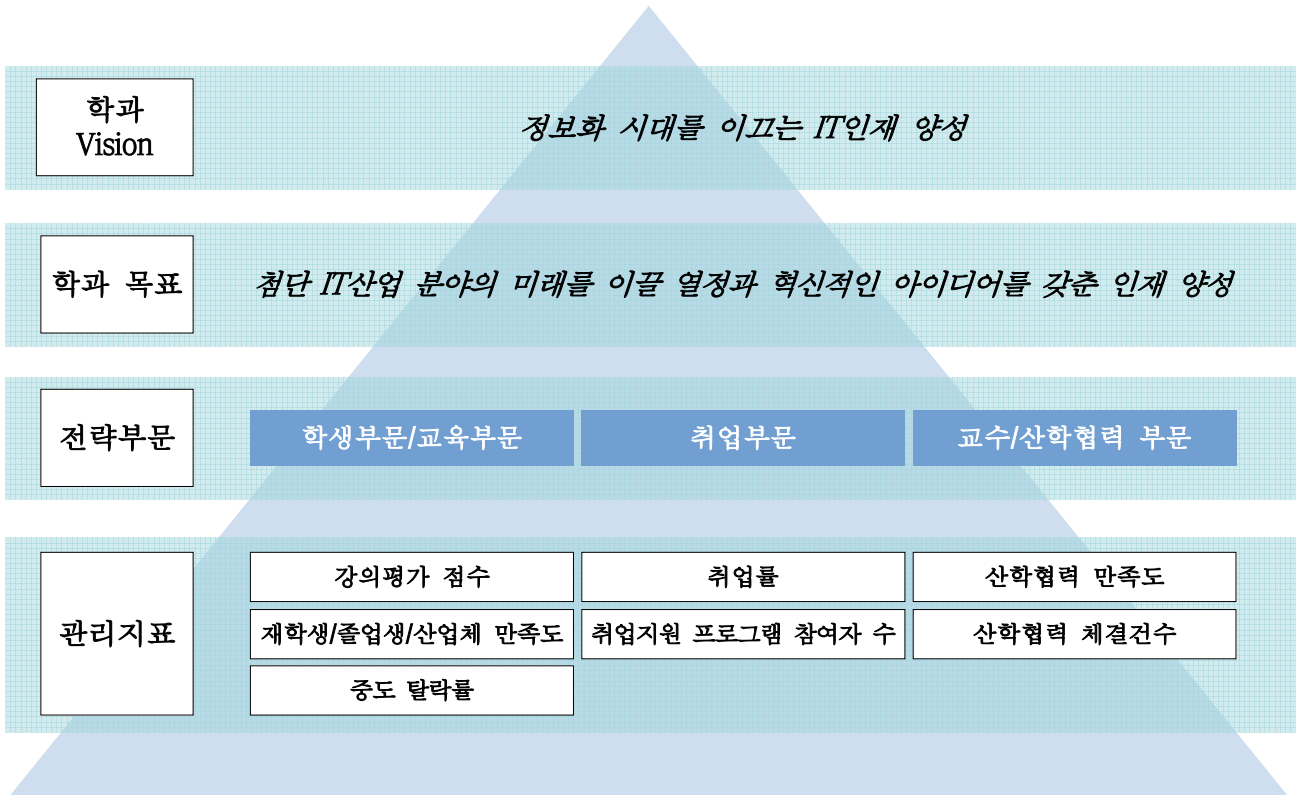 학과
Vision
정보화 시대를 이끄는 IT인재 양성
학과 목표
첨단 IT산업 분야의 미래를 이끌 열정과 혁신적인 아이디어를 갖춘 인재 양성
전략부문
학생부문/교육부문
취업부문
교수/산학협력 부문
관리지표
강의평가 점수
취업률
산학협력 만족도
재학생/졸업생/산업체 만족도
취업지원 프로그램 참여자 수
산학협력 체결건수
중도 탈락률